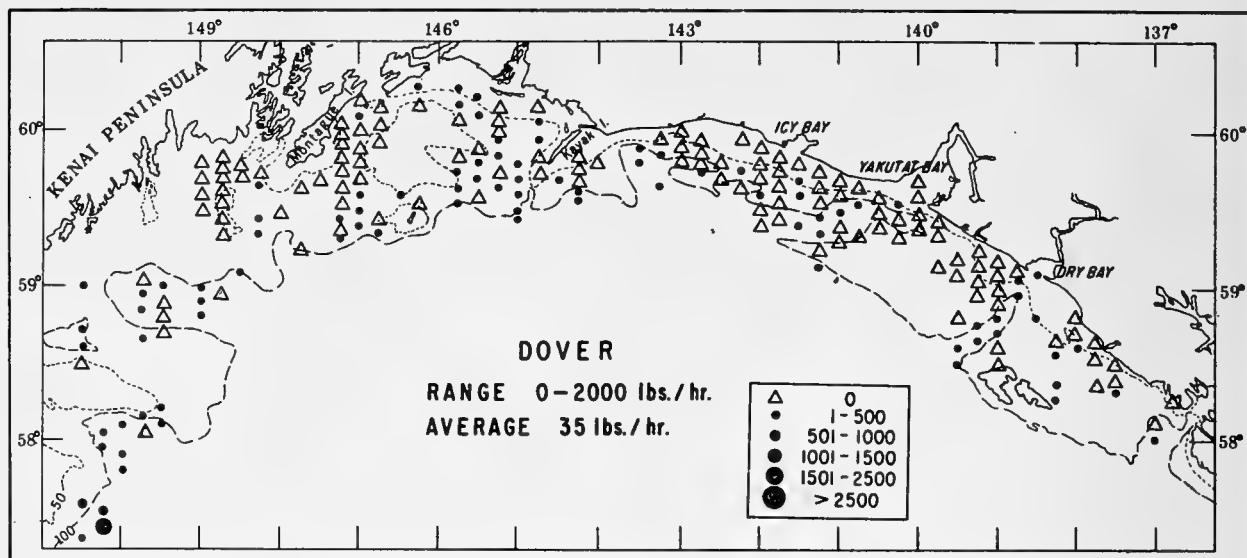 149° 146° 143° 140° 137°
KENAI PENINSULA
60°
Montague
Kayak
ICY BAY
60°
YAKUTAT BAY
59°
DRY BAY
59°
DOVER
RANGE 0-2000 lbs./hr.
AVERAGE 35 lbs./hr.
0
1-500
501-1000
1001-1500
1501-2500
>2500
58°
58°
50
100